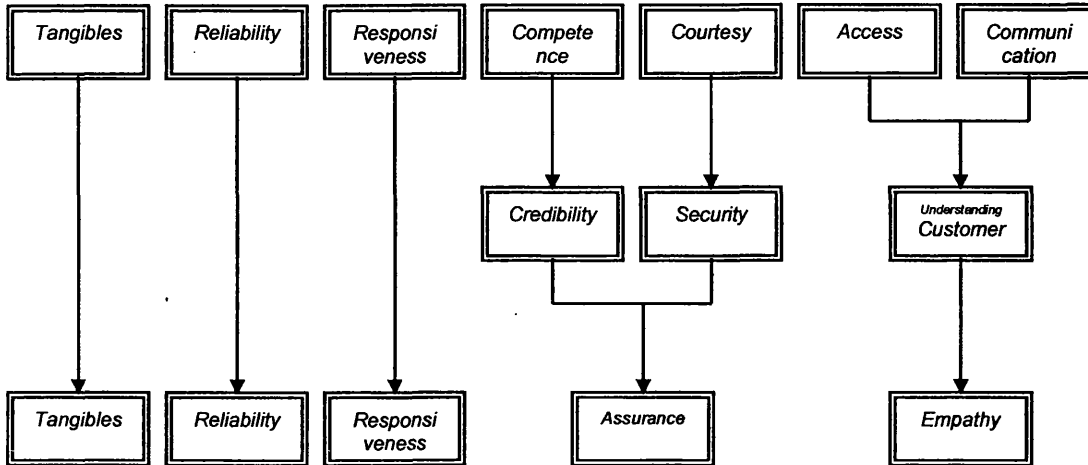 Tangibles
Reliability
Responsi
veness
Compete
nce
Courtesy
Access
Communi
cation
Credibility
Security
Understanding
Customer
Tangibles
Reliability
Responsi
veness
Assurance
Empathy